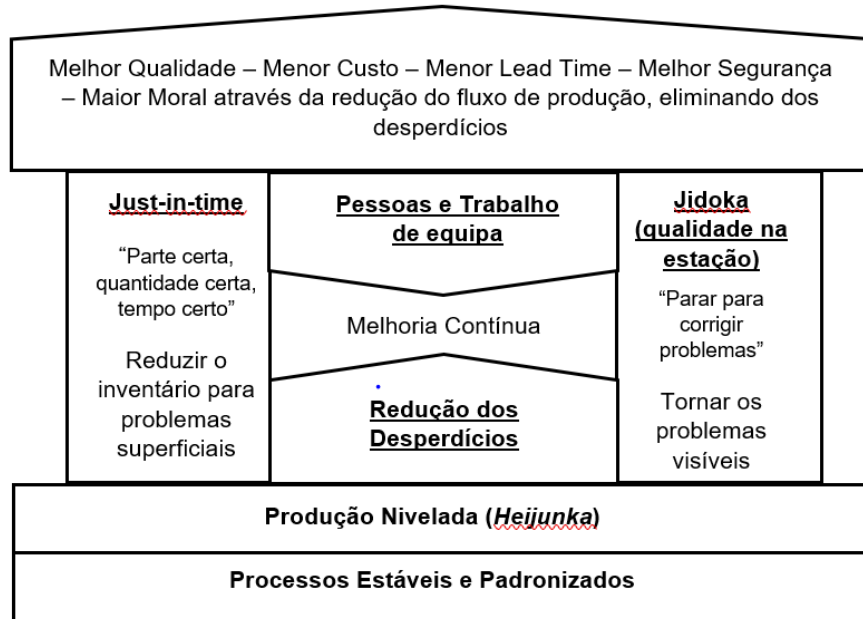 Melhor Qualidade – Menor Custo – Menor Lead Time – Melhor Segurança
– Maior Moral através da redução do fluxo de produção, eliminando dos
desperdícios
Just-in-time
“Parte certa,
quantidade certa,
tempo certo”
Reduzir o
inventário para
problemas
superficiais
Pessoas e Trabalho
de equipa
Melhoria Contínua
Redução dos
Desperdícios
Jidoka
(qualidade na
estação)
“Parar para
corrigir
problemas”
Tornar os
problemas
visíveis
Produção Nivelada (Heijunka)
Processos Estáveis e Padronizados